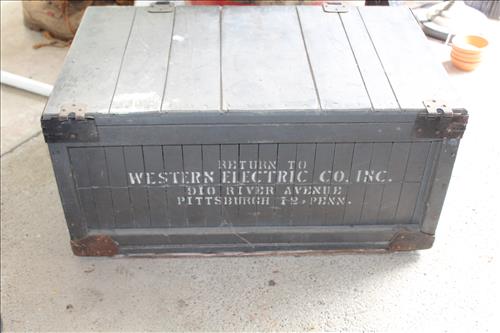 RETURN TO
WESTERN ELECTRIC CO. INC.
910 RIVER AVENUE
PITTSBURGH 12, PENN.